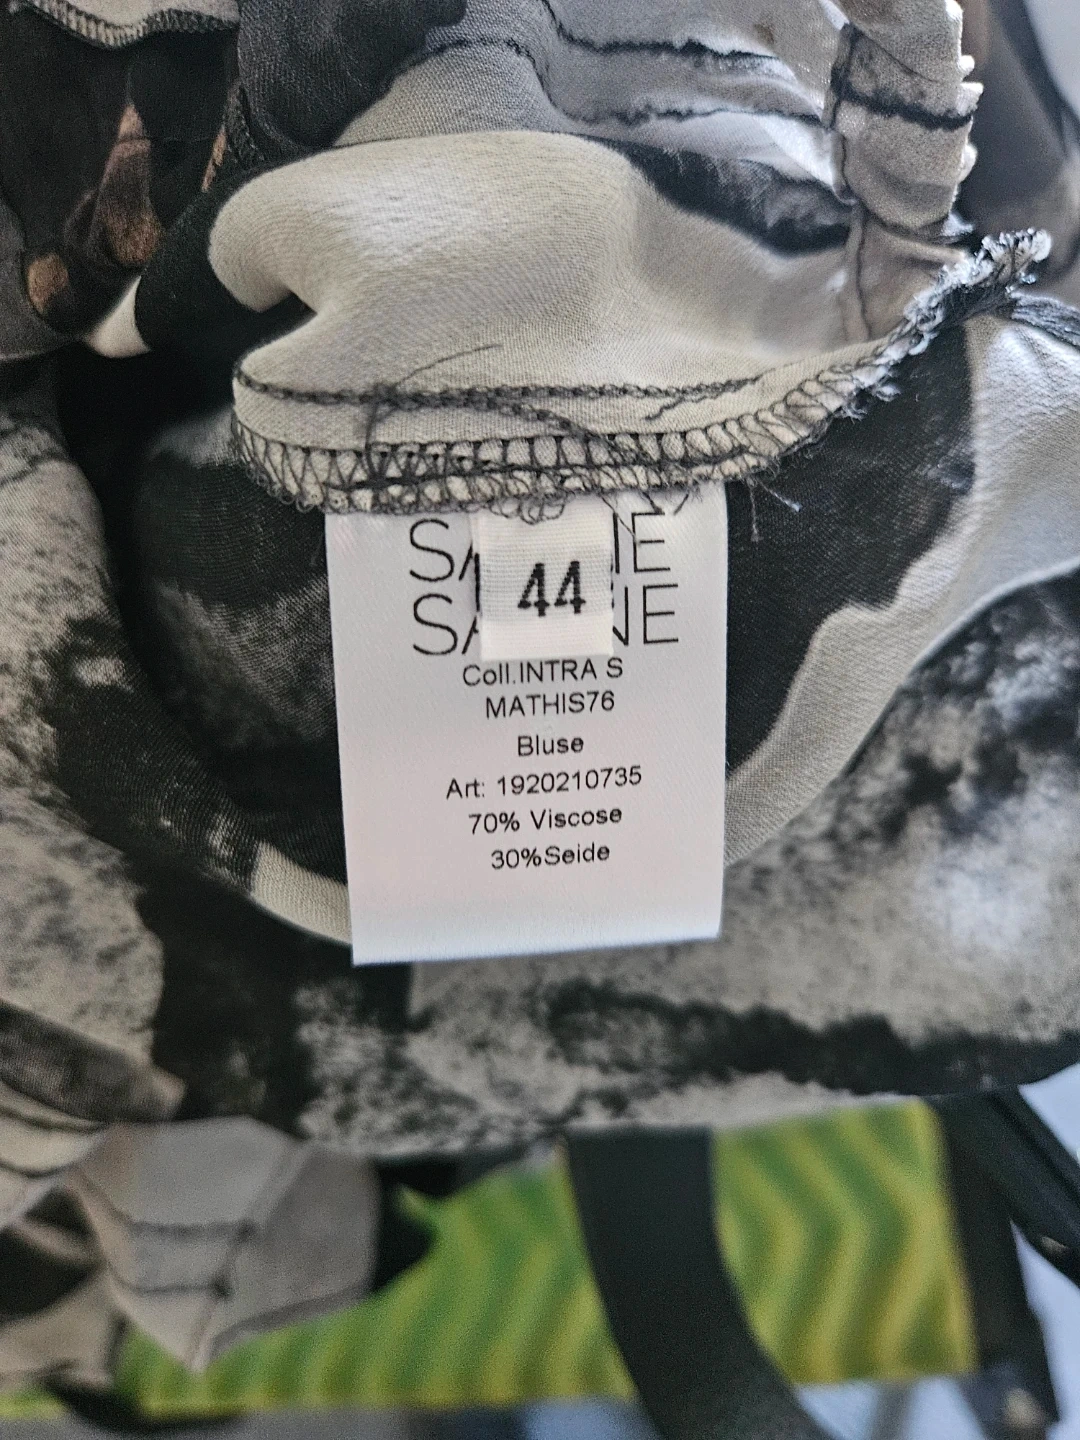 44
Coll.INTRA S
MATHIS76
Bluse
Art: 1920210735
70% Viscose
30%Seide